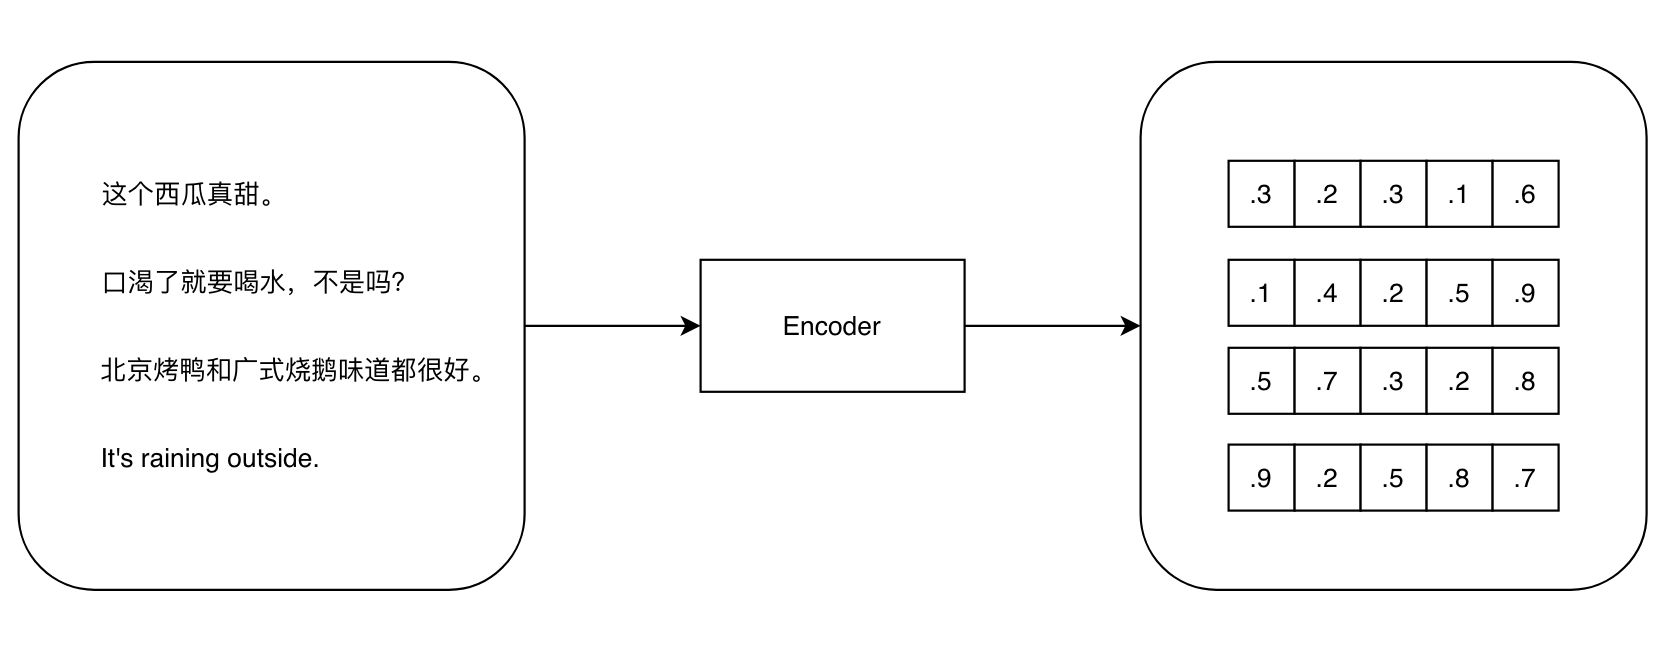 这个西瓜真甜。
口渴了就要喝水，不是吗？
北京烤鸭和广式烧鹅味道都很好。
It's raining outside.
Encoder
.3 .2 .3 .1 .6
.1 .4 .2 .5 .9
.5 .7 .3 .2 .8
.9 .2 .5 .8 .7